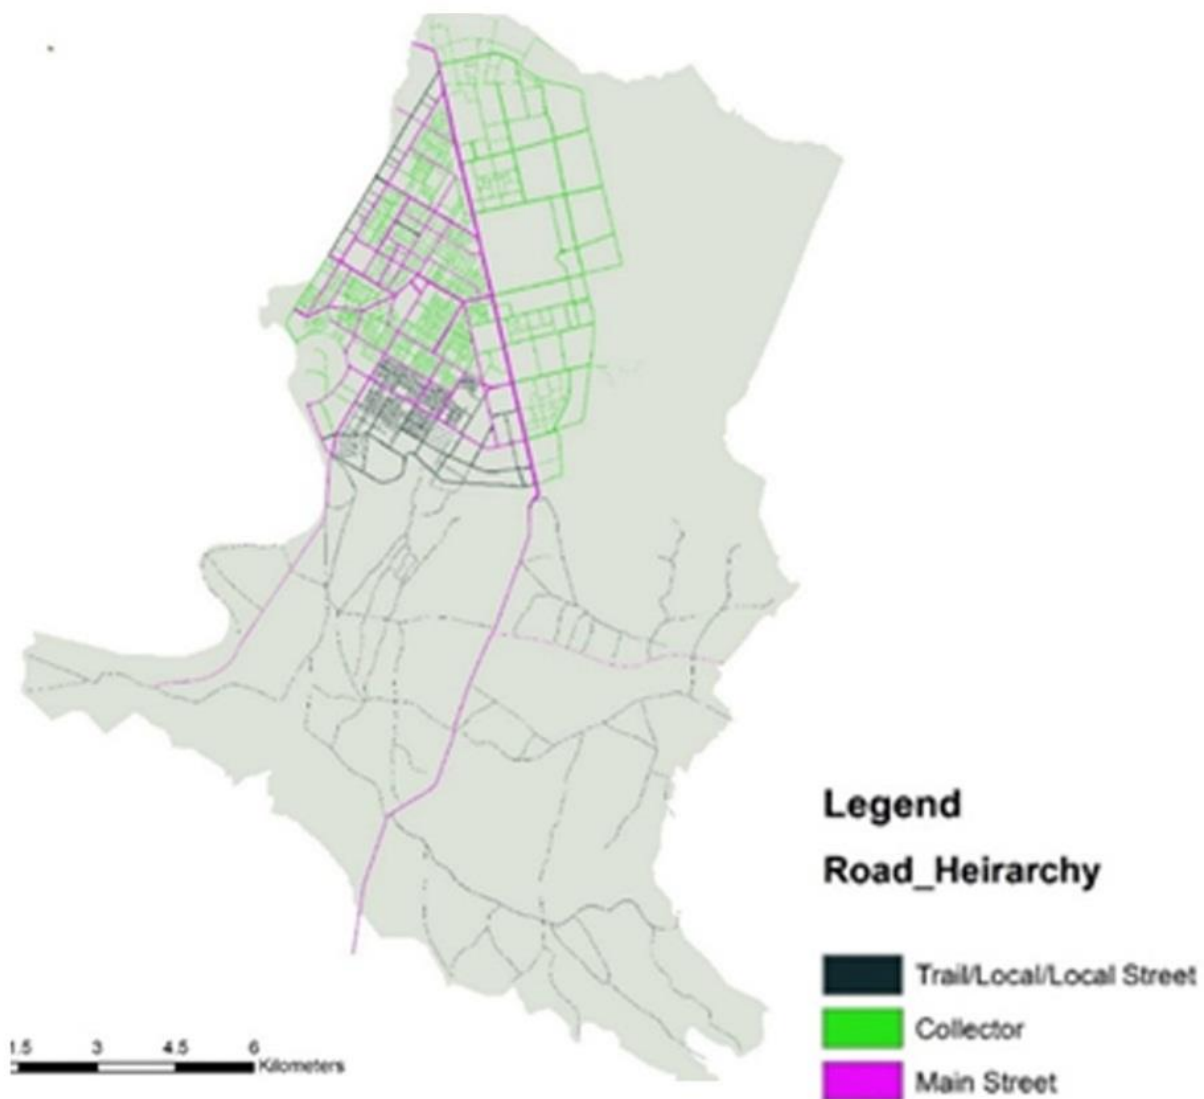 Legend
Road_Heirarchy
Trail/Local/Local Street
Collector
Main Street
1.5 3 4.5 6
Kilometers